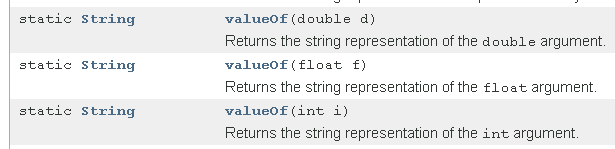 static String valueOf(double d)
Returns the string representation of the double argument.
static String valueOf(float f)
Returns the string representation of the float argument.
static String valueOf(int i)
Returns the string representation of the int argument.